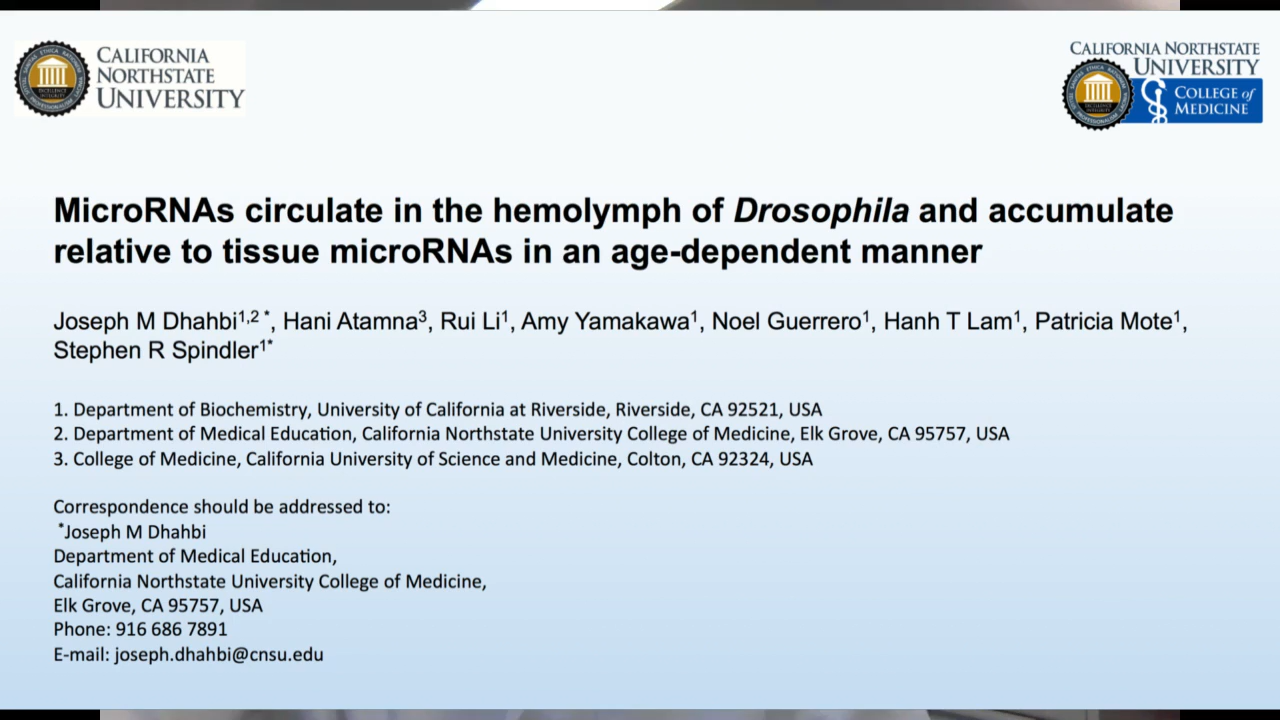 CALIFORNIA
NORTHSTATE
UNIVERSITY
CALIFORNIA NORTHSTATE
UNIVERSITY
COLLEGE of
MEDICINE
MicroRNAs circulate in the hemolymph of Drosophila and accumulate
relative to tissue microRNAs in an age-dependent manner
Joseph M Dhahbi1,2 *, Hani Atamna3, Rui Li1, Amy Yamakawa1, Noel Guerrero1, Hanh T Lam1, Patricia Mote1,
Stephen R Spindler1*
1. Department of Biochemistry, University of California at Riverside, Riverside, CA 92521, USA
2. Department of Medical Education, California Northstate University College of Medicine, Elk Grove, CA 95757, USA
3. College of Medicine, California University of Science and Medicine, Colton, CA 92324, USA
Correspondence should be addressed to:
*Joseph M Dhahbi
Department of Medical Education,
California Northstate University College of Medicine,
Elk Grove, CA 95757, USA
Phone: 916 686 7891
E-mail: joseph.dhahbi@cnsu.edu